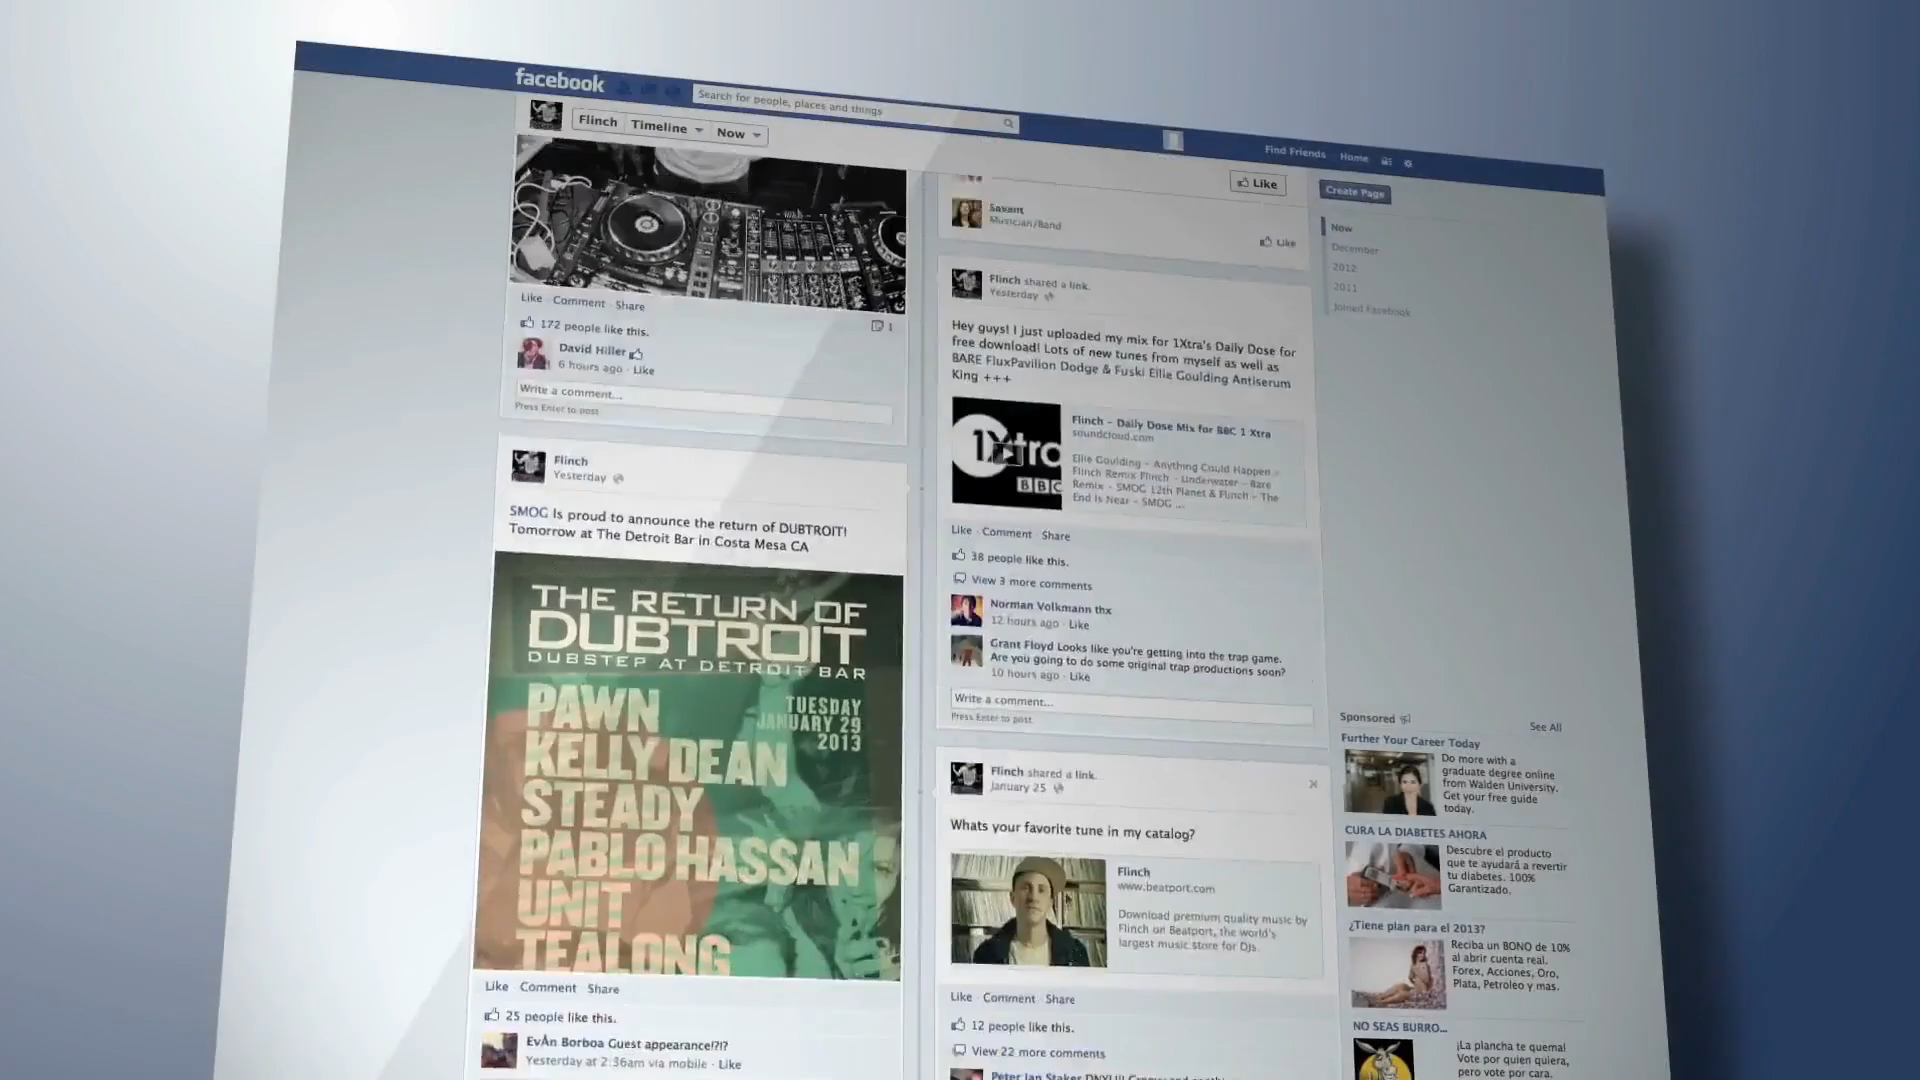 facebook
Search for people, places and things
Find Friends
Home
Flinch
Timeline
Now
Like
Create Page
Now
December
2012
2011
Joined Facebook
Like · Comment · Share
172 people like this.
1
David Hiller
6 hours ago · Like
Write a comment...
Press Enter to post
Flinch
Yesterday
SMOG Is proud to announce the return of DUBTROIT!
Tomorrow at The Detroit Bar in Costa Mesa CA
THE RETURN OF
DUBTROIT
DUBSTEP AT DETROIT BAR
TUESDAY
JANUARY 29
2013
PAWN
KELLY DEAN
STEADY
PABLO HASSAN
UNIT
TEALONG
Like · Comment · Share
25 people like this.
EvÅn Borboa Guest appearance!?!?
Yesterday at 2:36am via mobile · Like
Savant
Musician/Band
Like
Flinch shared a link.
Yesterday
Hey guys! I just uploaded my mix for 1Xtra's Daily Dose for
free download! Lots of new tunes from myself as well as
BARE FluxPavilion Dodge & Fuski Ellie Goulding Antiserum
King +++
1Xtra
BBC
Flinch - Daily Dose Mix for BBC 1 Xtra
soundcloud.com
Ellie Goulding - Anything Could Happen -
Flinch Remix Flinch - Underwater - Bare
Remix - SMOG 12th Planet & Flinch - The
End Is Near - SMOG ...
Like · Comment · Share
38 people like this.
View 3 more comments
Norman Volkmann thx
12 hours ago · Like
Grant Floyd Looks like you're getting into the trap game.
Are you going to do some original trap productions soon?
10 hours ago · Like
Write a comment...
Press Enter to post
Flinch shared a link.
January 25
Whats your favorite tune in my catalog?
Flinch
www.beatport.com
Download premium quality music by
Flinch on Beatport, the world's
largest music store for DJs.
Like · Comment · Share
12 people like this.
View 22 more comments
Peter Ian Staker
Sponsored
See All
Further Your Career Today
Do more with a
graduate degree online
from Walden University.
Get your free guide
today.
CURA LA DIABETES AHORA
Descubre el producto
que te ayudará a revertir
tu diabetes. 100%
Garantizado.
¿Tiene plan para el 2013?
Reciba un BONO de 10%
al abrir cuenta real.
Forex, Acciones, Oro,
Plata, Petroleo y mas.
NO SEAS BURRO...
¡La plancha te quema!
Vote por quien quiera,
pero vote por cara.